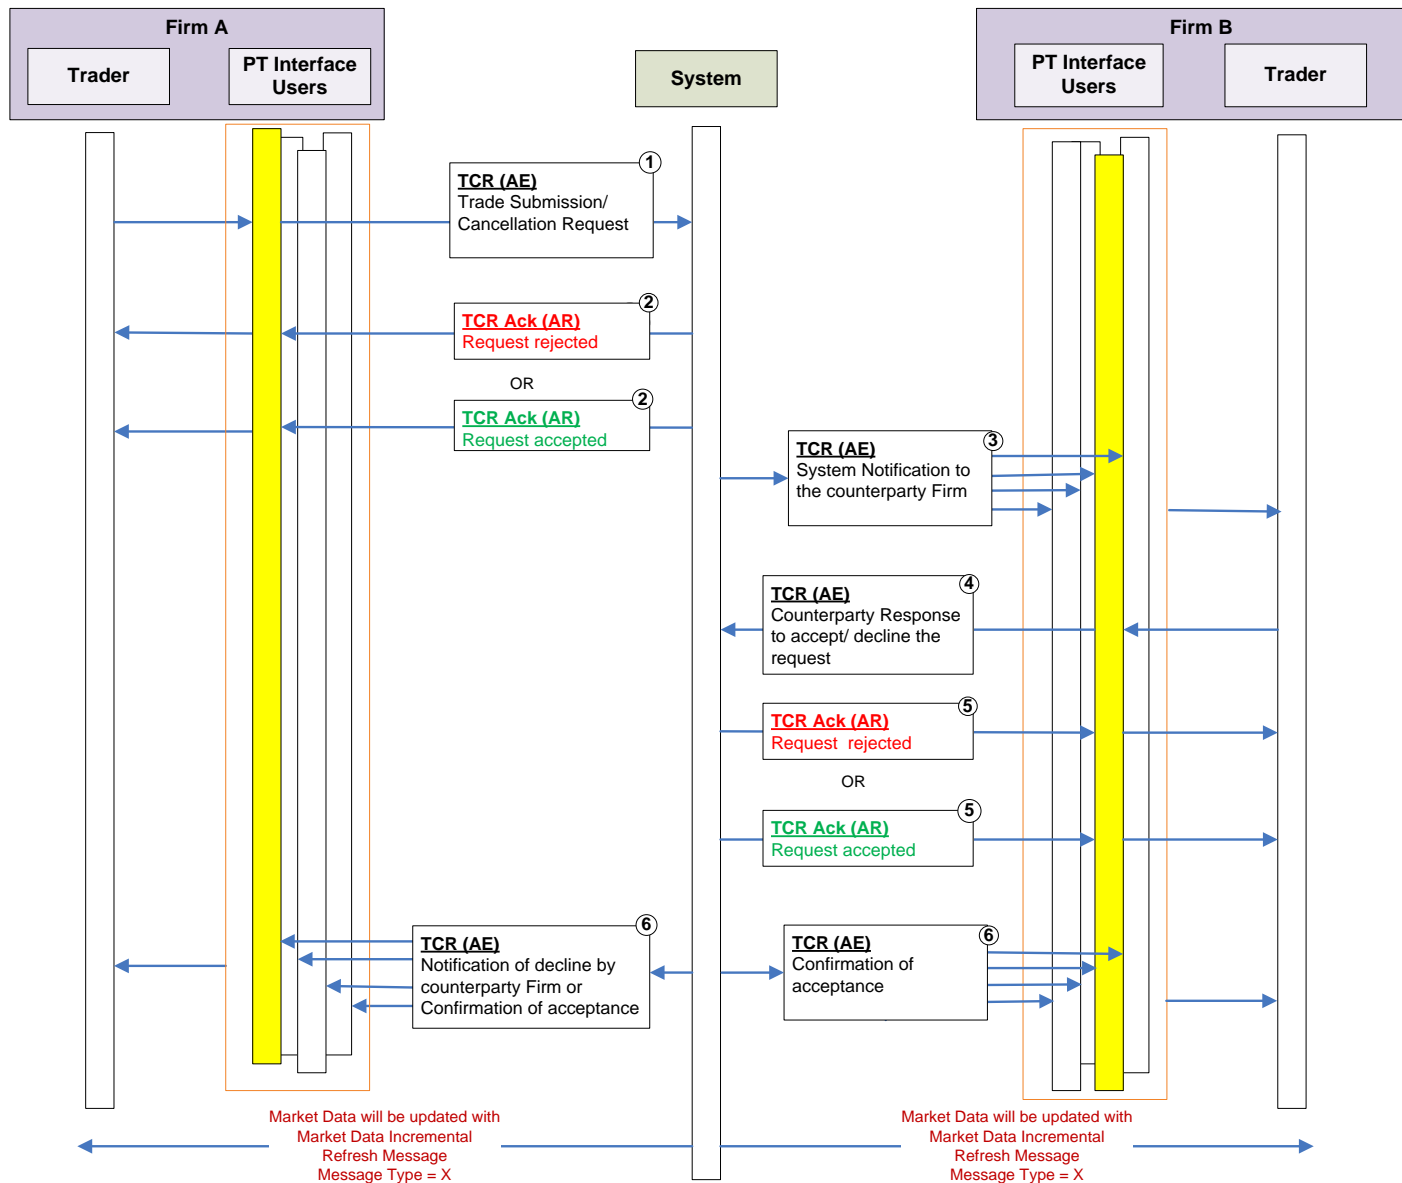 Firm A
Firm B
Trader
PT Interface
Users
System
PT Interface
Users
Trader
1
TCR (AE)
Trade Submission/
Cancellation Request
2
TCR Ack (AR)
Request rejected
OR
2
TCR Ack (AR)
Request accepted
3
TCR (AE)
System Notification to
the counterparty Firm
4
TCR (AE)
Counterparty Response
to accept/ decline the
request
5
TCR Ack (AR)
Request  rejected
OR
5
TCR Ack (AR)
Request accepted
6
TCR (AE)
Notification of decline by
counterparty Firm or
Confirmation of acceptance
6
TCR (AE)
Confirmation of
acceptance
Market Data will be updated with
Market Data Incremental
Refresh Message
Message Type = X
Market Data will be updated with
Market Data Incremental
Refresh Message
Message Type = X